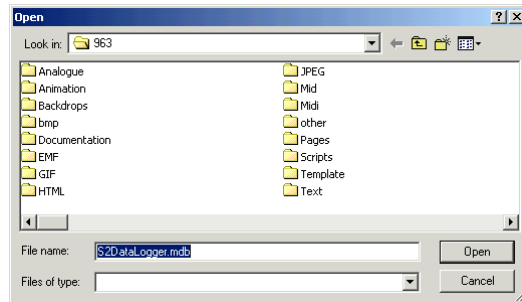 Open
Look in: 963
Analogue
Animation
Backdrops
bmp
Documentation
EMF
GIF
HTML
JPEG
Mid
Midi
other
Pages
Scripts
Template
Text
File name: S2DataLogger.mdb Open
Files of type: Cancel